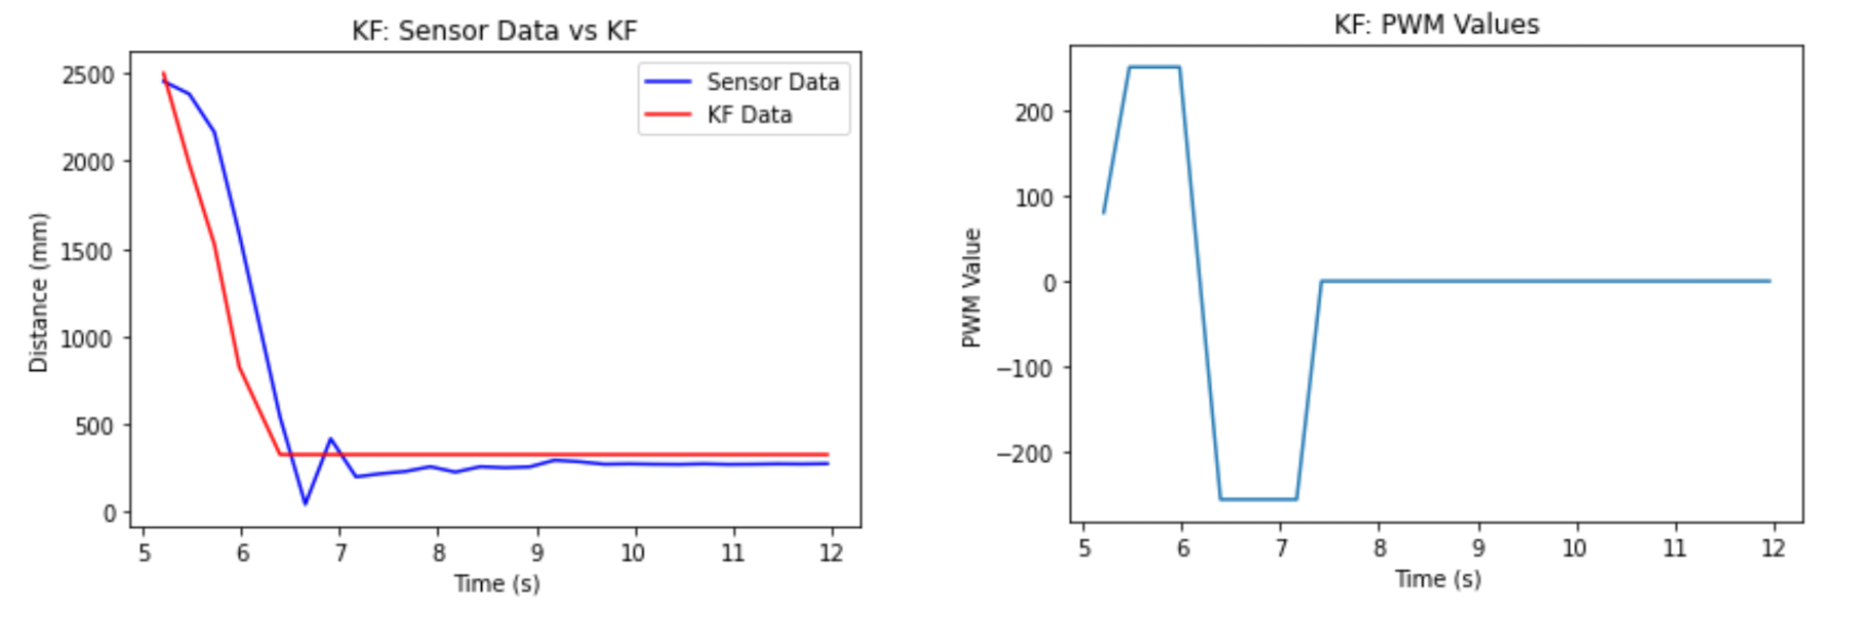 KF: Sensor Data vs KF
Sensor Data
KF Data
Distance (mm)
2500
2000
1500
1000
500
0
5 6 7 8 9 10 11 12
Time (s)
KF: PWM Values
PWM Value
200
100
0
−100
−200
5 6 7 8 9 10 11 12
Time (s)